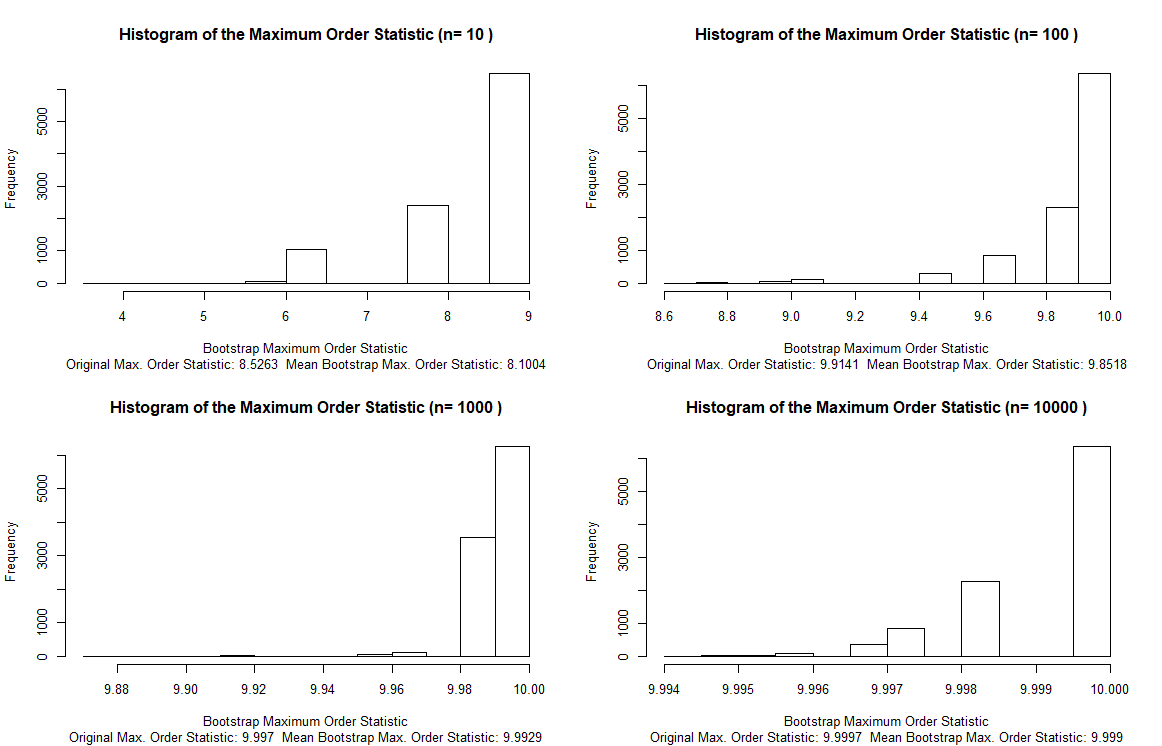 Histogram of the Maximum Order Statistic (n= 10 )
Frequency
5000
3000
1000
0
4 5 6 7 8 9
Bootstrap Maximum Order Statistic
Original Max. Order Statistic: 8.5263 Mean Bootstrap Max. Order Statistic: 8.1004
Histogram of the Maximum Order Statistic (n= 100 )
Frequency
5000
3000
1000
0
8.6 8.8 9.0 9.2 9.4 9.6 9.8 10.0
Bootstrap Maximum Order Statistic
Original Max. Order Statistic: 9.9141 Mean Bootstrap Max. Order Statistic: 9.8518
Histogram of the Maximum Order Statistic (n= 1000 )
Frequency
5000
3000
1000
0
9.88 9.90 9.92 9.94 9.96 9.98 10.00
Bootstrap Maximum Order Statistic
Original Max. Order Statistic: 9.997 Mean Bootstrap Max. Order Statistic: 9.9929
Histogram of the Maximum Order Statistic (n= 10000 )
Frequency
5000
3000
1000
0
9.994 9.995 9.996 9.997 9.998 9.999 10.000
Bootstrap Maximum Order Statistic
Original Max. Order Statistic: 9.9997 Mean Bootstrap Max. Order Statistic: 9.999